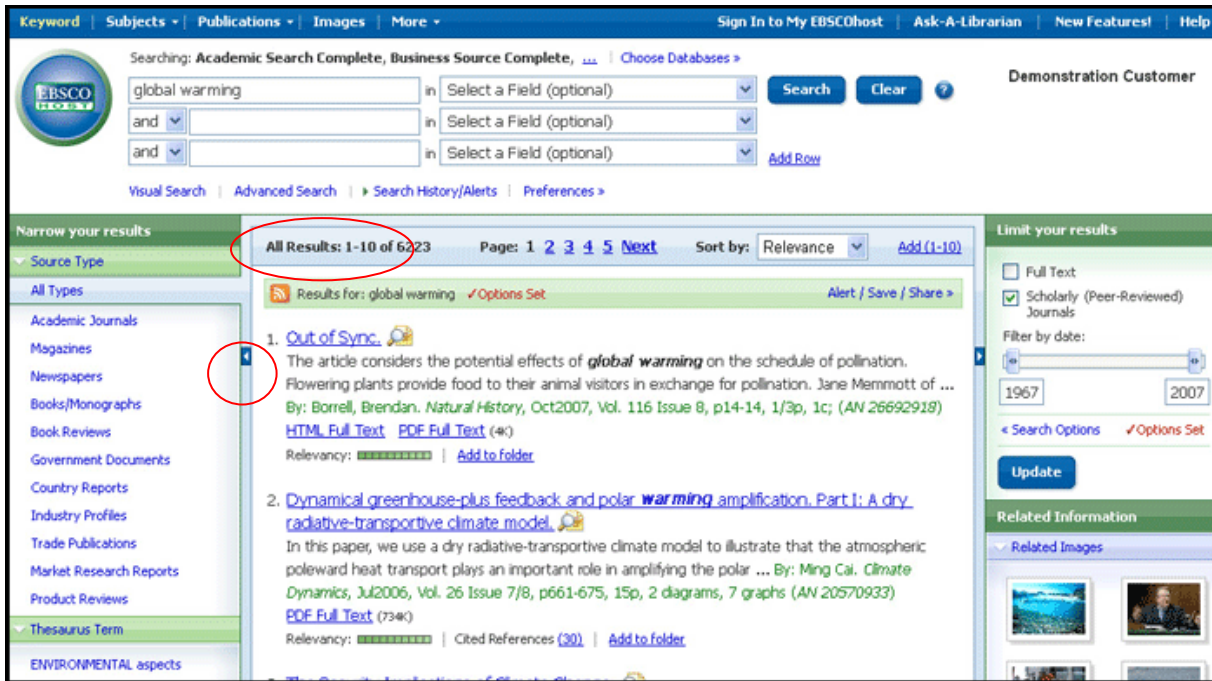 Keyword | Subjects | Publications | Images | More Sign In to My EBSCOhost | Ask-A-Librarian | New Features! | Help
Searching: Academic Search Complete, Business Source Complete, ... | Choose Databases »
Demonstration Customer
EBSCO
HOST
global warming in Select a Field (optional) Search Clear ?
and in Select a Field (optional)
and in Select a Field (optional) Add Row
Visual Search | Advanced Search | Search History/Alerts | Preferences »
Narrow your results
Source Type
All Types
Academic Journals
Magazines
Newspapers
Books/Monographs
Book Reviews
Government Documents
Country Reports
Industry Profiles
Trade Publications
Market Research Reports
Product Reviews
Thesaurus Term
ENVIRONMENTAL aspects
All Results: 1-10 of 6223 Page: 1 2 3 4 5 Next Sort by: Relevance Add (1-10)
Results for: global warming ✓Options Set Alert / Save / Share »
1. Out of Sync.
The article considers the potential effects of global warming on the schedule of pollination.
Flowering plants provide food to their animal visitors in exchange for pollination. Jane Memmott of ...
By: Borrell, Brendan. Natural History, Oct2007, Vol. 116 Issue 8, p14-14, 1/3p, 1c; (AN 26692918)
HTML Full Text PDF Full Text (4K)
Relevancy: | Add to folder
2. Dynamical greenhouse-plus feedback and polar warming amplification. Part I: A dry
radiative-transportive climate model.
In this paper, we use a dry radiative-transportive climate model to illustrate that the atmospheric
poleward heat transport plays an important role in amplifying the polar ... By: Ming Cai. Climate
Dynamics, Jul2006, Vol. 26 Issue 7/8, p661-675, 15p, 2 diagrams, 7 graphs (AN 20570933)
PDF Full Text (734K)
Relevancy: | Cited References (30) | Add to folder
Limit your results
Full Text
Scholarly (Peer-Reviewed)
Journals
Filter by date:
1967 2007
« Search Options ✓Options Set
Update
Related Information
Related Images